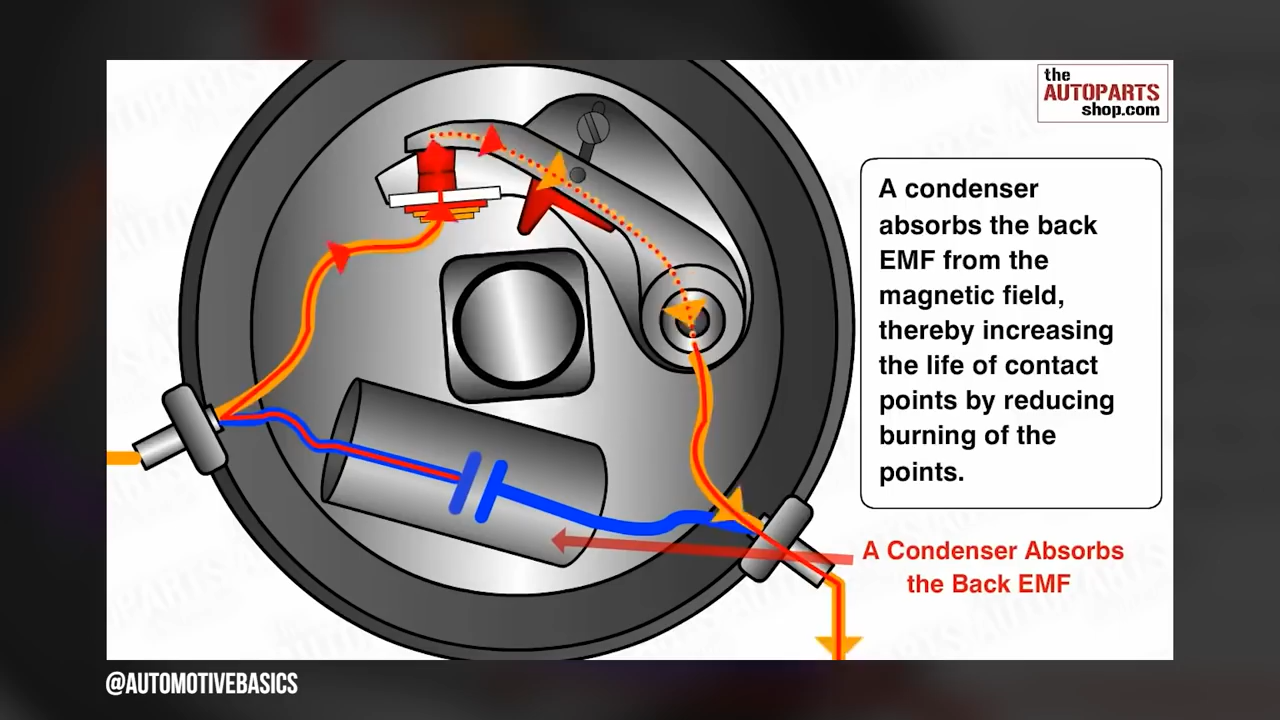 the
AUTOPARTS
shop.com
A condenser
absorbs the back
EMF from the
magnetic field,
thereby increasing
the life of contact
points by reducing
burning of the
points.
A Condenser Absorbs
the Back EMF
@AUTOMOTIVEBASICS